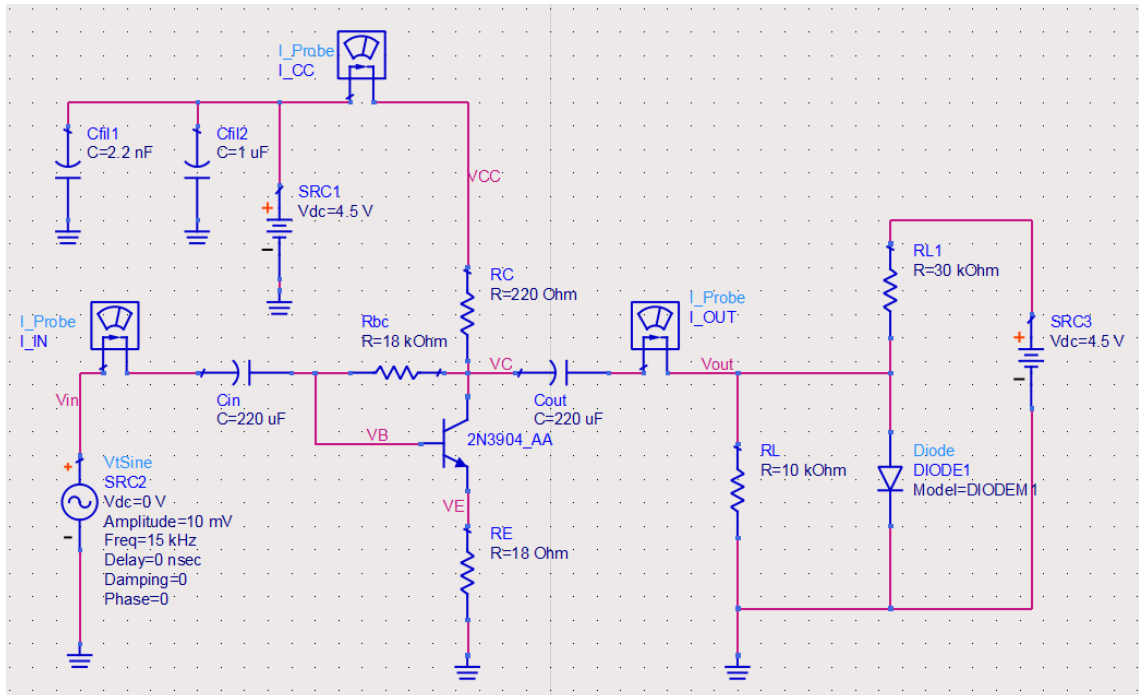 I_Probe
I_CC
Cfil1
C=2.2 nF
Cfil2
C=1 uF
SRC1
Vdc=4.5 V
VCC
RC
R=220 Ohm
I_Probe
I_IN
Vin
Cin
C=220 uF
Rbc
R=18 kOhm
VC
VB
2N3904_AA
VE
RE
R=18 Ohm
VtSine
SRC2
Vdc=0 V
Amplitude=10 mV
Freq=15 kHz
Delay=0 nsec
Damping=0
Phase=0
I_Probe
I_OUT
Cout
C=220 uF
Vout
RL
R=10 kOhm
RL1
R=30 kOhm
SRC3
Vdc=4.5 V
Diode
DIODE1
Model=DIODEM1